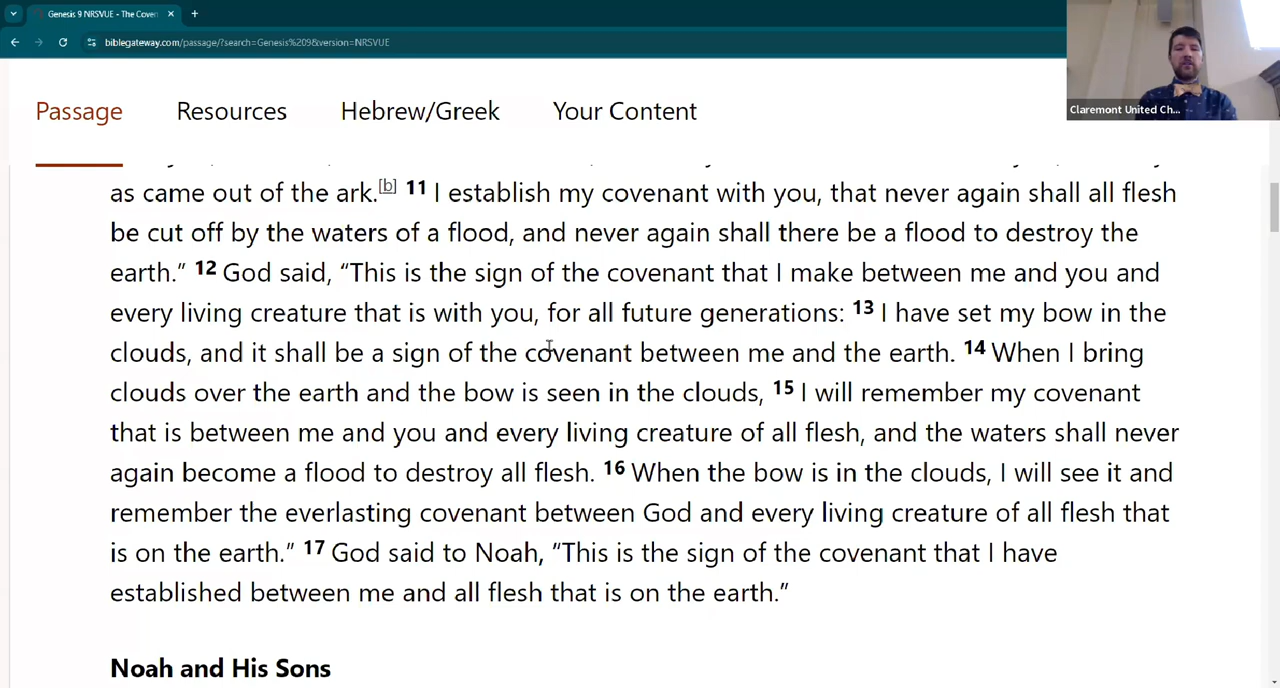 Genesis 9 NRSVUE - The Coven
biblegateway.com/passage/?search=Genesis%209&version=NRSVUE
Claremont United Ch...
Passage Resources Hebrew/Greek Your Content
as came out of the ark.[b] 11 I establish my covenant with you, that never again shall all flesh
be cut off by the waters of a flood, and never again shall there be a flood to destroy the
earth.” 12 God said, “This is the sign of the covenant that I make between me and you and
every living creature that is with you, for all future generations: 13 I have set my bow in the
clouds, and it shall be a sign of the covenant between me and the earth. 14 When I bring
clouds over the earth and the bow is seen in the clouds, 15 I will remember my covenant
that is between me and you and every living creature of all flesh, and the waters shall never
again become a flood to destroy all flesh. 16 When the bow is in the clouds, I will see it and
remember the everlasting covenant between God and every living creature of all flesh that
is on the earth.” 17 God said to Noah, “This is the sign of the covenant that I have
established between me and all flesh that is on the earth.”
Noah and His Sons